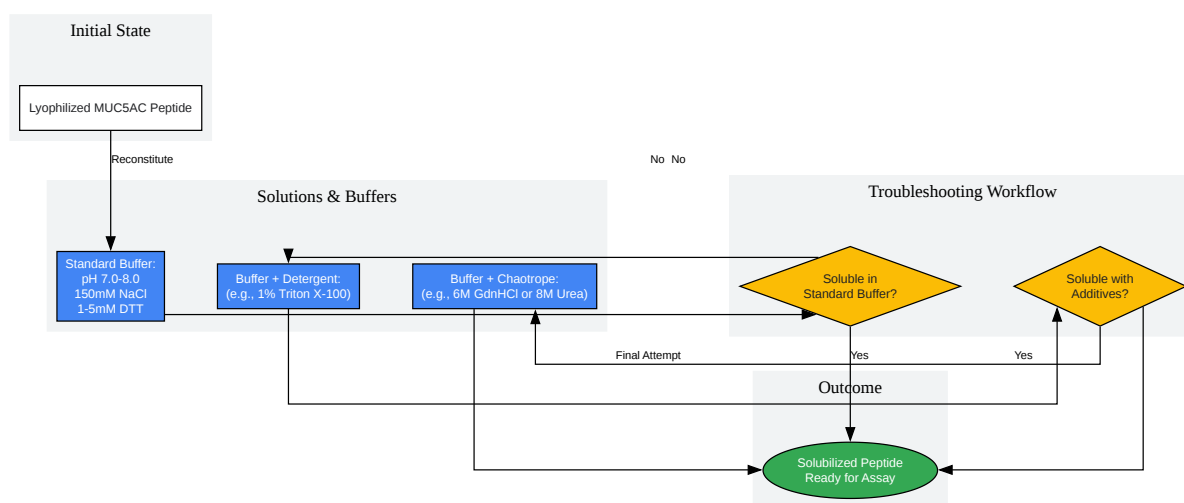 Initial State
Lyophilized MUC5AC Peptide
Reconstitute
No No
Solutions & Buffers
Troubleshooting Workflow
Standard Buffer:
pH 7.0-8.0
150mM NaCl
1-5mM DTT
Buffer + Detergent:
(e.g., 1% Triton X-100)
Buffer + Chaotrope:
(e.g., 6M GdnHCl or 8M Urea)
Soluble in
Standard Buffer?
Soluble with
Additives?
Final Attempt
Yes
Yes
Outcome
Solubilized Peptide
Ready for Assay